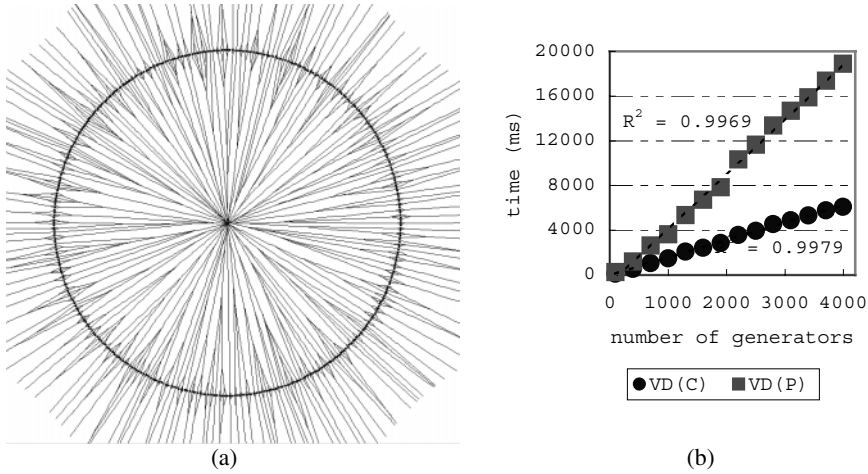 20000
16000
12000
8000
4000
0
time (ms)
R² = 0.9969
= 0.9979
0 1000 2000 3000 4000
number of generators
VD(C) VD(P)
(a)
(b)